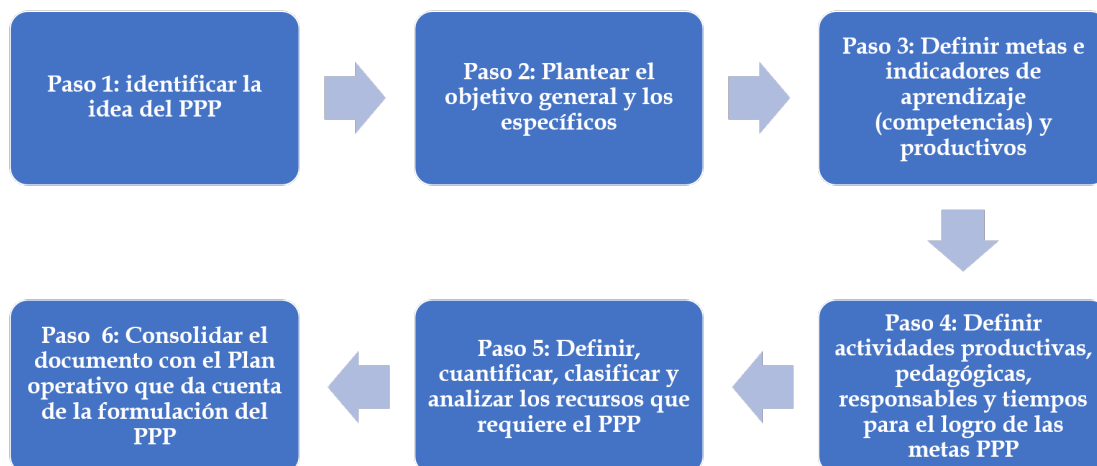 Paso 1: identificar la
idea del PPP
Paso 2: Plantear el
objetivo general y los
específicos
Paso 3: Definir metas e
indicadores de
aprendizaje
(competencias) y
productivos
Paso 4: Definir
actividades productivas,
pedagógicas,
responsables y tiempos
para el logro de las
metas PPP
Paso 5: Definir,
cuantificar, clasificar y
analizar los recursos que
requiere el PPP
Paso  6: Consolidar el
documento con el Plan
operativo que da cuenta
de la formulación del
PPP